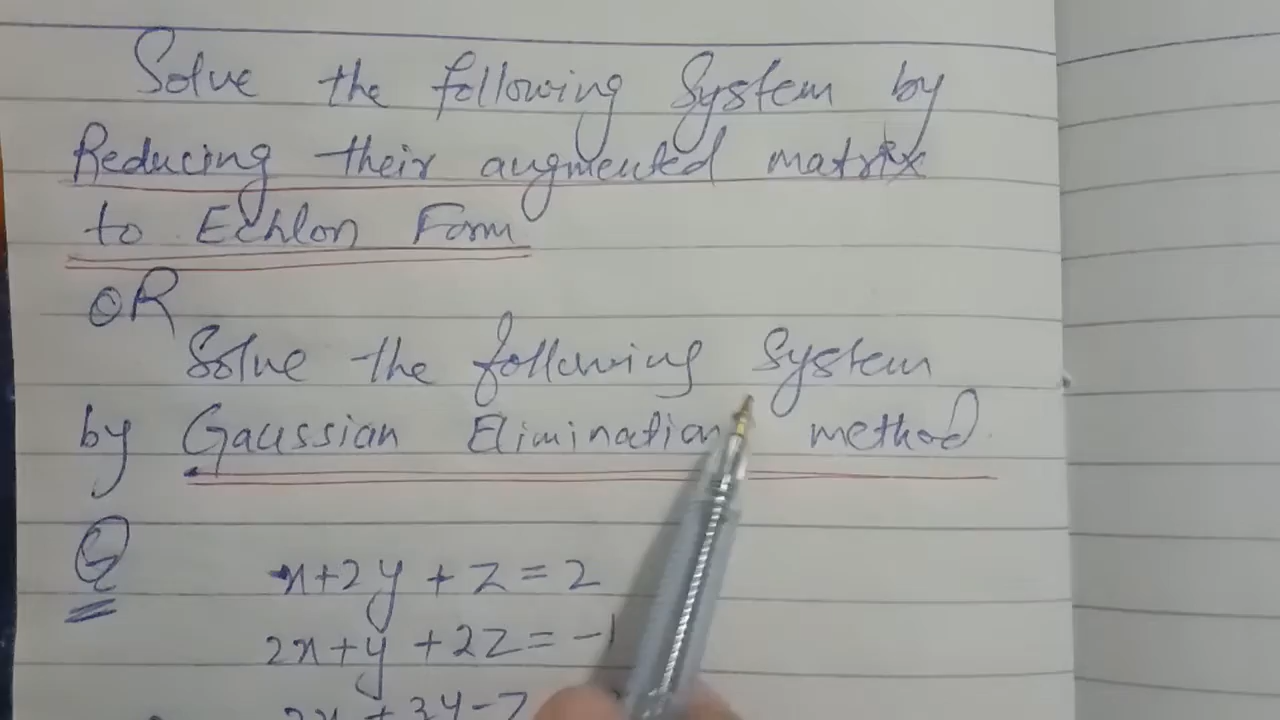 Solve the following System by
Reducing their augmented matrix
to Echlon Form
OR
Solve the following System
by Gaussian Elimination method
Q x+2y+z=2
2x+y+2z=-1